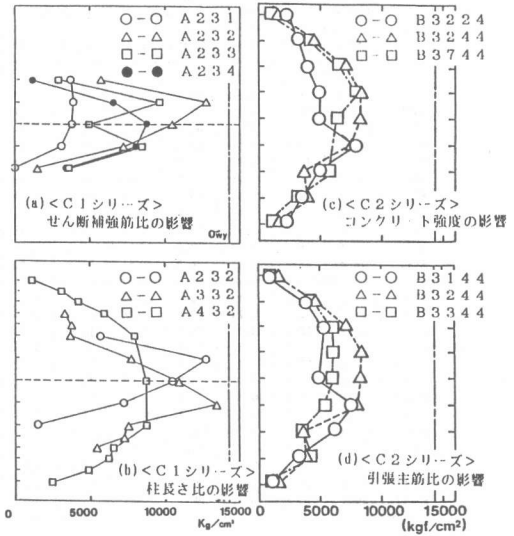 ○-○ A231
△-△ A232
□-□ A233
●-● A234
(a)<C1シリーズ>
せん断補強筋比の影響
σwy
○-○ B3224
△-△ B3244
□-□ B3744
(c)<C2シリーズ>
コンクリート強度の影響
0 5000 10000 15000
○-○ A232
△-△ A332
□-□ A432
(b)<C1シリーズ>
柱長さ比の影響
0 5000 10000 15000
Kg/cm²
○-○ B3144
△-△ B3244
□-□ B3344
(d)<C2シリーズ>
引張主筋比の影響
0 5000 10000 15000
(kgf/cm²)